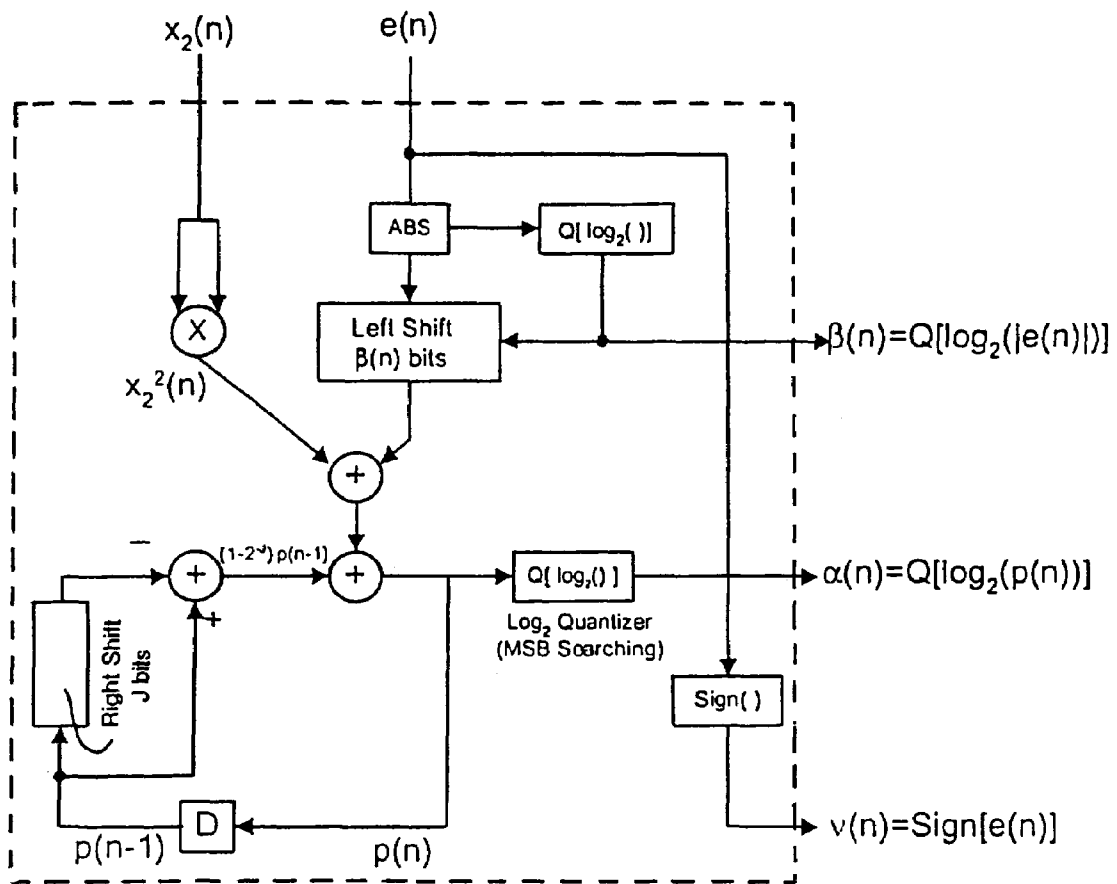 x₂(n) e(n)
ABS
Q[ log₂( )]
Left Shift
β(n) bits
X
β(n)=Q[log₂(|e(n)|)]
x₂²(n)
+
− + (1-2⁻ᴶ) p(n-1) +
+
Q[ log₂() ]
α(n)=Q[log₂(p(n))]
Log₂ Quantizer
(MSB Searching)
Right Shift
J bits
Sign( )
D
p(n-1) p(n)
ν(n)=Sign[e(n)]